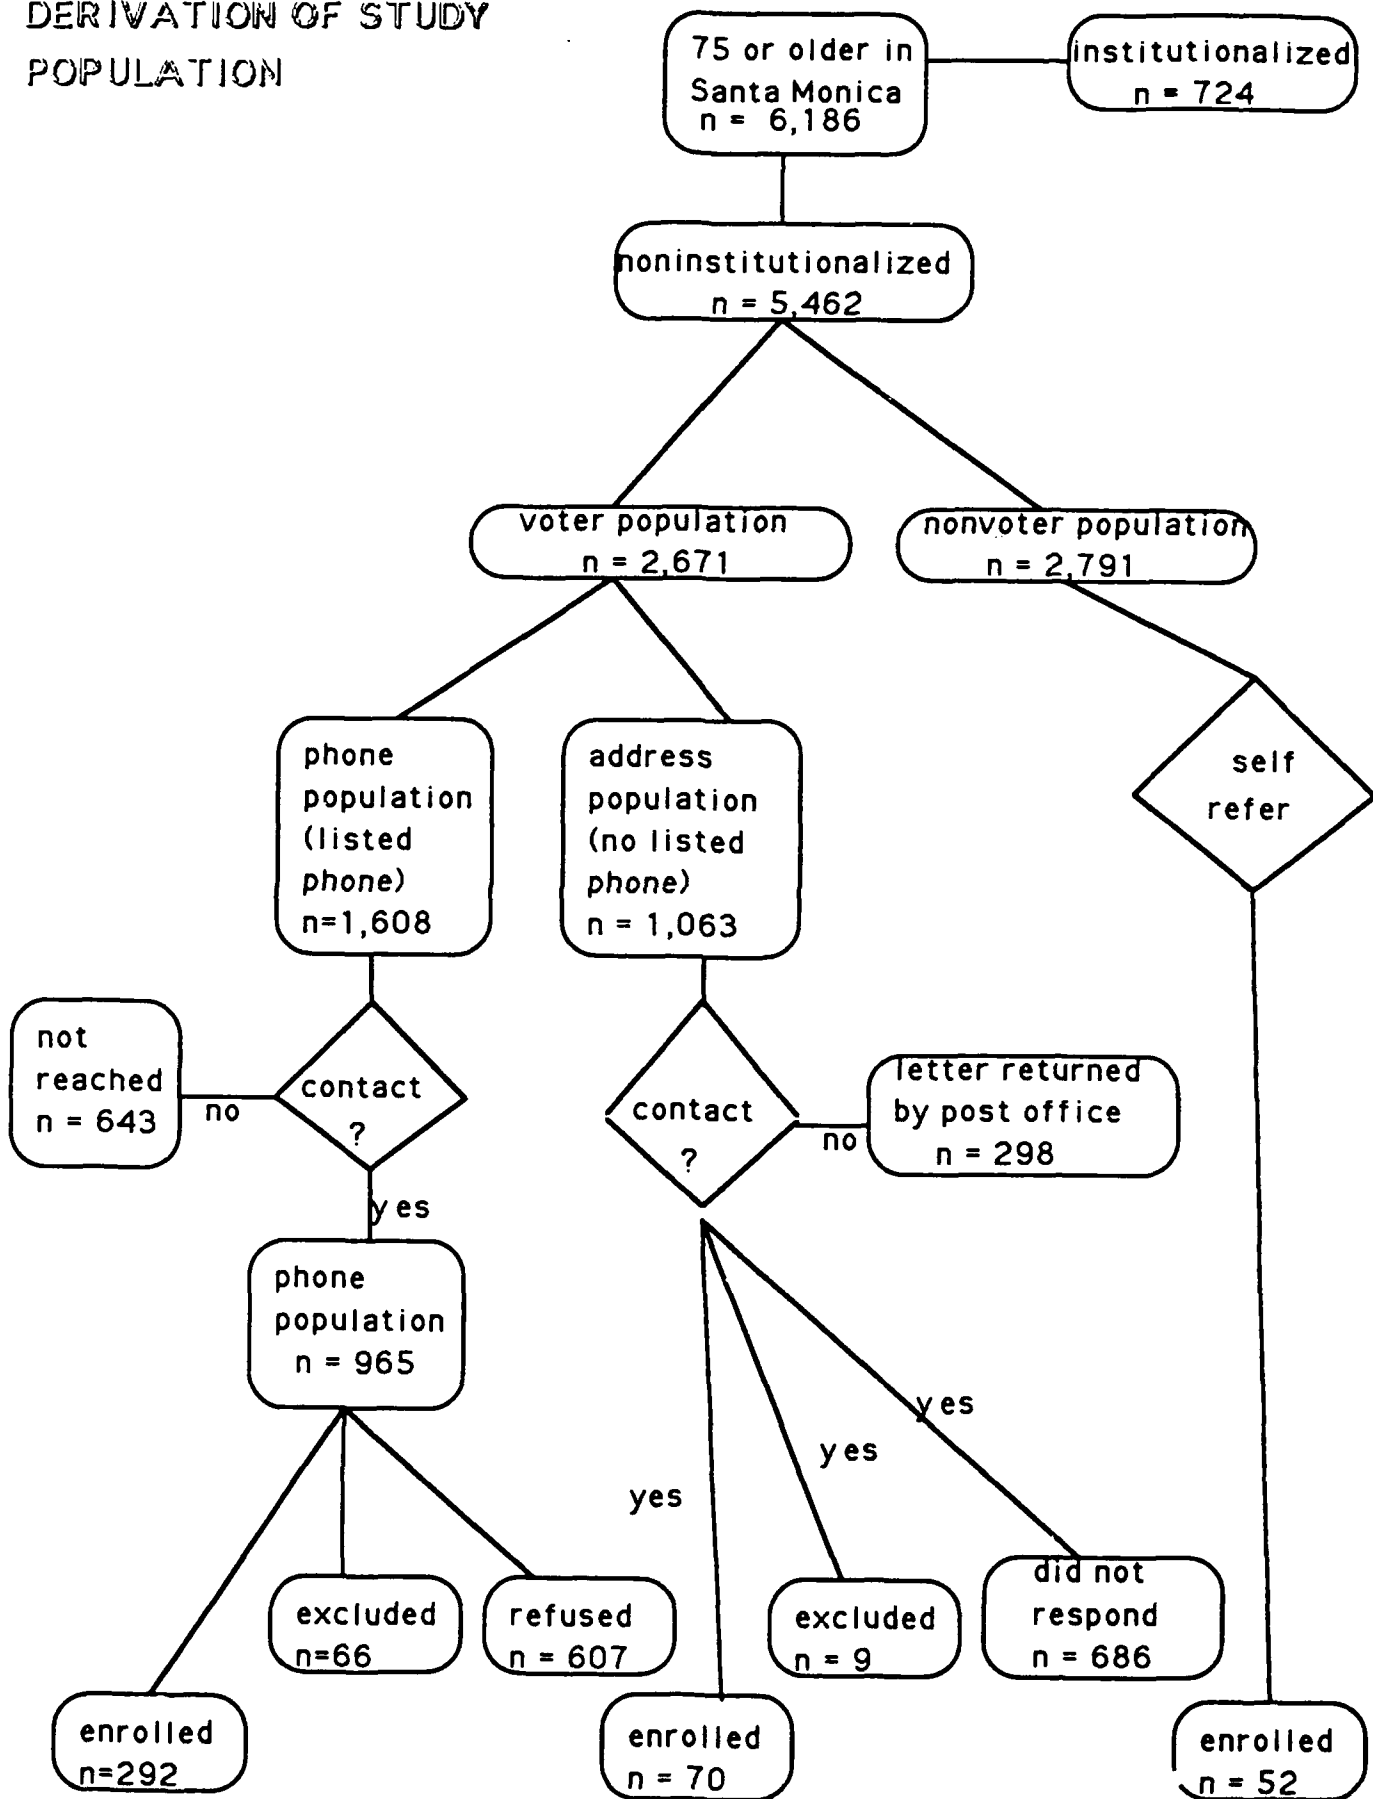 DERIVATION OF STUDY
POPULATION
75 or older in
Santa Monica
n = 6,186
institutionalized
n = 724
noninstitutionalized
n = 5,462
voter population
n = 2,671
nonvoter population
n = 2,791
phone
population
(listed
phone)
n=1,608
address
population
(no listed
phone)
n = 1,063
self
refer
not
reached
n = 643
no
contact
?
yes
contact
?
no
letter returned
by post office
n = 298
phone
population
n = 965
yes
yes
yes
excluded
n=66
refused
n = 607
excluded
n = 9
did not
respond
n = 686
enrolled
n=292
enrolled
n = 70
enrolled
n = 52